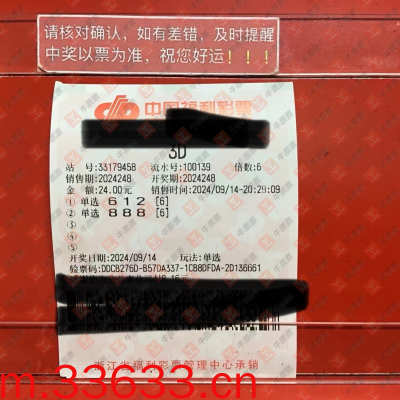 请核对确认，如有差错，及时提醒
中奖以票为准，祝您好运！！！
中国福利彩票
3D
站 号:33179458 流水号:100139 倍数:6
销售期:2024248 开奖期:2024248
金 额:24.00元 销售时间:2024/09/14-20:29:09
① 单选 6 1 2 [6]
② 单选 8 8 8 [6]
③
④
⑤
开奖日期:2024/09/14 玩法:单选
验票码:DDCB276D-B57DA337-1CB8DFDA-2D136661
浙江省福利彩票管理中心承销
m.33633.cn